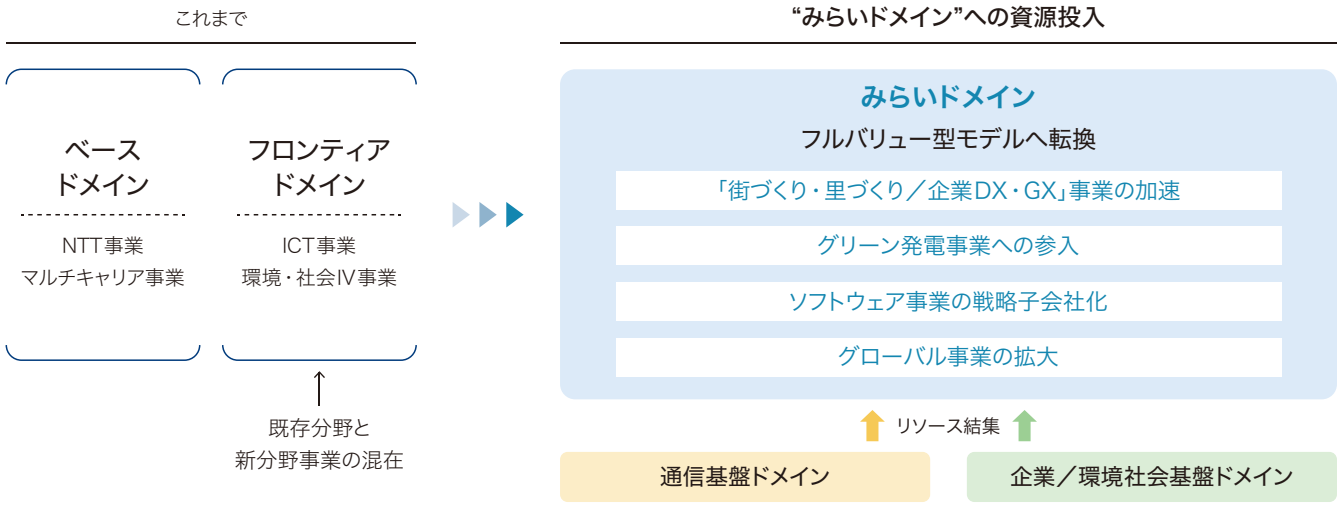 これまで
ベース
ドメイン
NTT事業
マルチキャリア事業
フロンティア
ドメイン
ICT事業
環境・社会IV事業
既存分野と
新分野事業の混在
“みらいドメイン”への資源投入
みらいドメイン
フルバリュー型モデルへ転換
「街づくり・里づくり／企業DX・GX」事業の加速
グリーン発電事業への参入
ソフトウェア事業の戦略子会社化
グローバル事業の拡大
リソース結集
通信基盤ドメイン
企業／環境社会基盤ドメイン